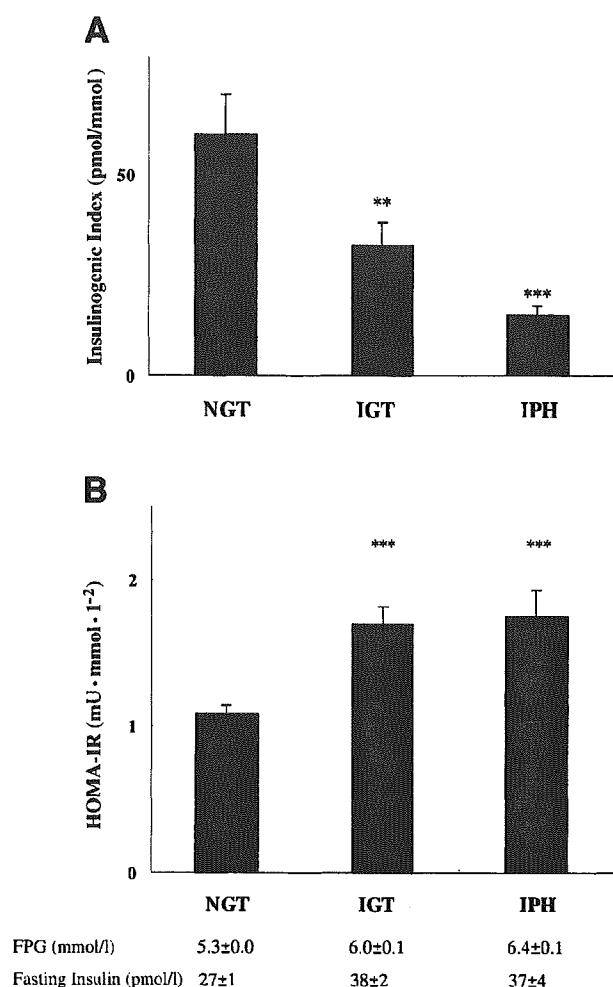 A
Insulinogenic Index (pmol/mmol)
50
0
**
***
NGT IGT IPH
B
HOMA-IR (mU · mmol · l⁻²)
2
1
0
***
***
NGT IGT IPH
FPG (mmol/l) 5.3±0.0 6.0±0.1 6.4±0.1
Fasting Insulin (pmol/l) 27±1 38±2 37±4